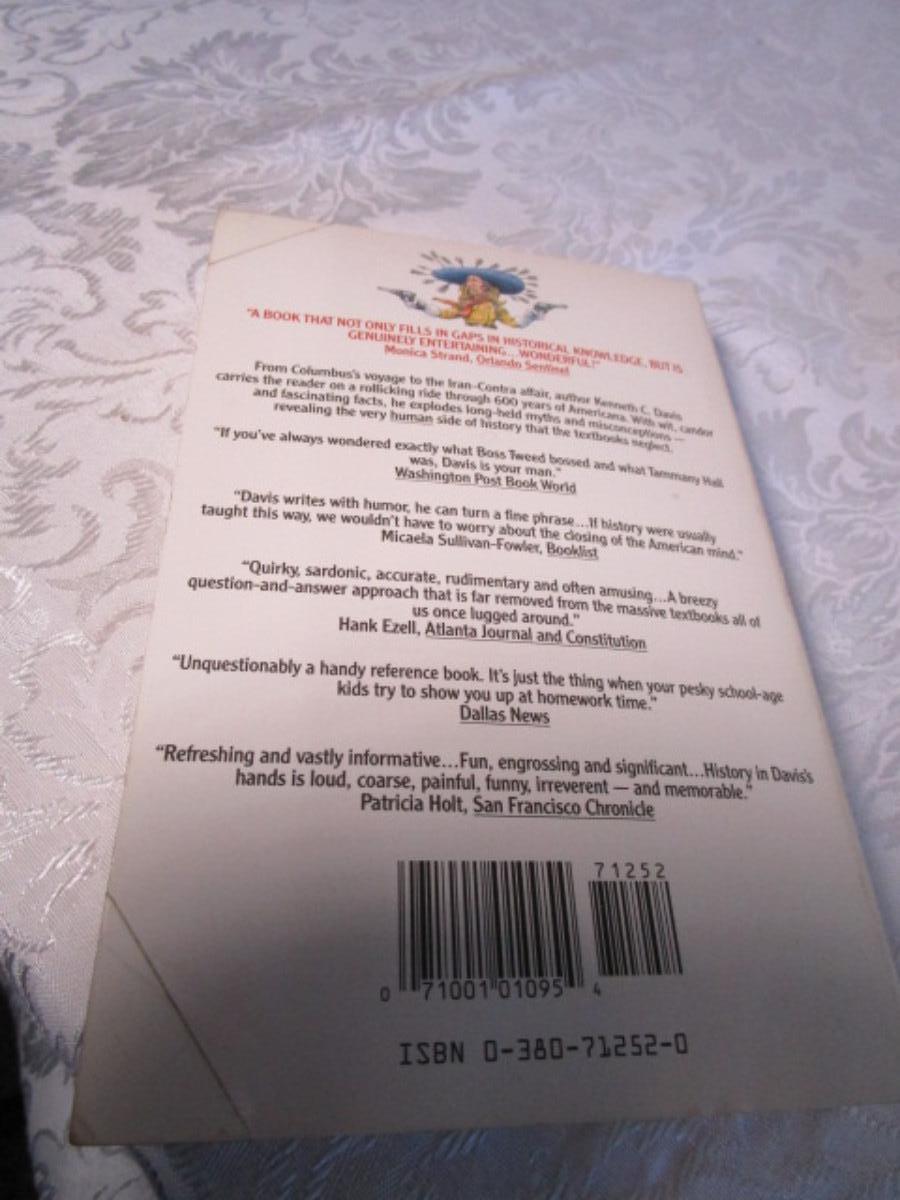 "A BOOK THAT NOT ONLY FILLS IN GAPS IN HISTORICAL KNOWLEDGE, BUT IS
GENUINELY ENTERTAINING...WONDERFUL!"
Monica Strand, Orlando Sentinel
From Columbus's voyage to the Iran-Contra affair, author Kenneth C. Davis
carries the reader on a rollicking ride through 600 years of Americana. With wit, candor
and fascinating facts, he explodes long-held myths and misconceptions —
revealing the very human side of history that the textbooks neglect.
"If you've always wondered exactly what Boss Tweed bossed and what Tammany Hall
was, Davis is your man."
Washington Post Book World
"Davis writes with humor, he can turn a fine phrase...If history were usually
taught this way, we wouldn't have to worry about the closing of the American mind."
Micaela Sullivan-Fowler, Booklist
"Quirky, sardonic, accurate, rudimentary and often amusing...A breezy
question-and-answer approach that is far removed from the massive textbooks all of
us once lugged around."
Hank Ezell, Atlanta Journal and Constitution
"Unquestionably a handy reference book. It's just the thing when your pesky school-age
kids try to show you up at homework time."
Dallas News
"Refreshing and vastly informative...Fun, engrossing and significant...History in Davis's
hands is loud, coarse, painful, funny, irreverent — and memorable."
Patricia Holt, San Francisco Chronicle
71252
0 71001 01095 4
ISBN 0-380-71252-0